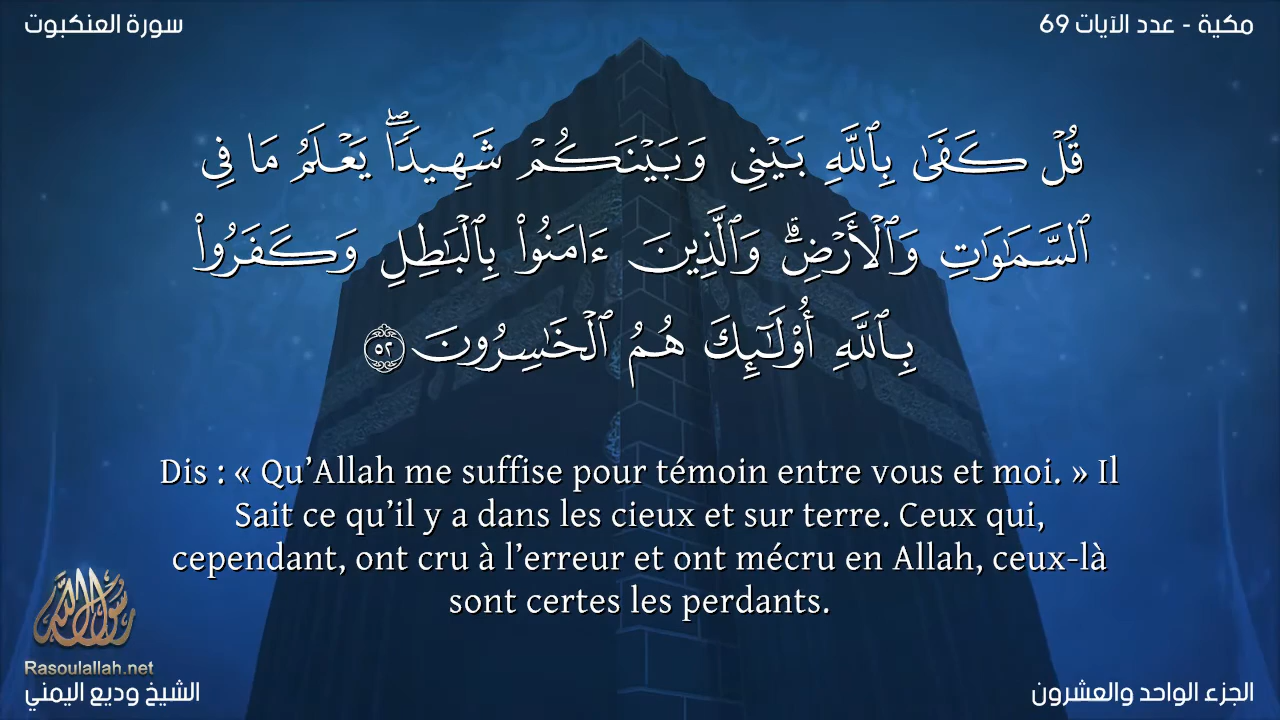 مكية - عدد الآيات 69
سورة العنكبوت
قُلْ كَفَىٰ بِٱللَّهِ بَيْنِى وَبَيْنَكُمْ شَهِيدًۭا ۖ يَعْلَمُ مَا فِى
ٱلسَّمَـٰوَٰتِ وَٱلْأَرْضِ ۗ وَٱلَّذِينَ ءَامَنُوا۟ بِٱلْبَـٰطِلِ وَكَفَرُوا۟
بِٱللَّهِ أُو۟لَـٰٓئِكَ هُمُ ٱلْخَـٰسِرُونَ ٥٢
Dis : « Qu’Allah me suffise pour témoin entre vous et moi. » Il
Sait ce qu’il y a dans les cieux et sur terre. Ceux qui,
cependant, ont cru à l’erreur et ont mécru en Allah, ceux-là
sont certes les perdants.
رسول الله
Rasoulallah.net
الجزء الواحد والعشرون
الشيخ وديع اليمني